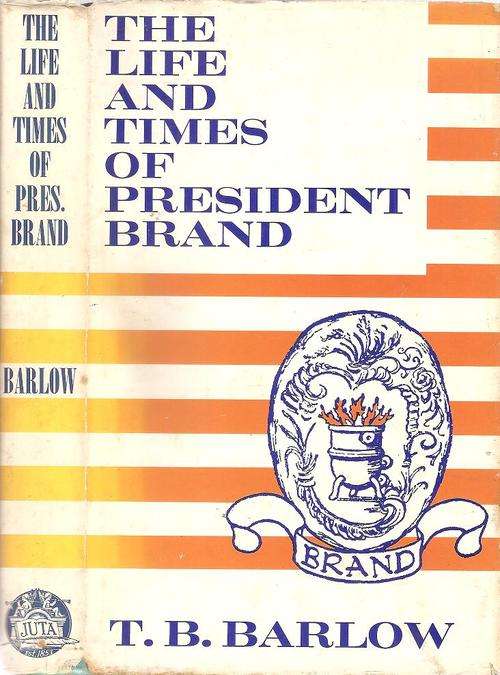 THE
LIFE
AND
TIMES
OF
PRES.
BRAND
BARLOW
JUTA
THE
LIFE
AND
TIMES
OF
PRESIDENT
BRAND
BRAND
T. B. BARLOW